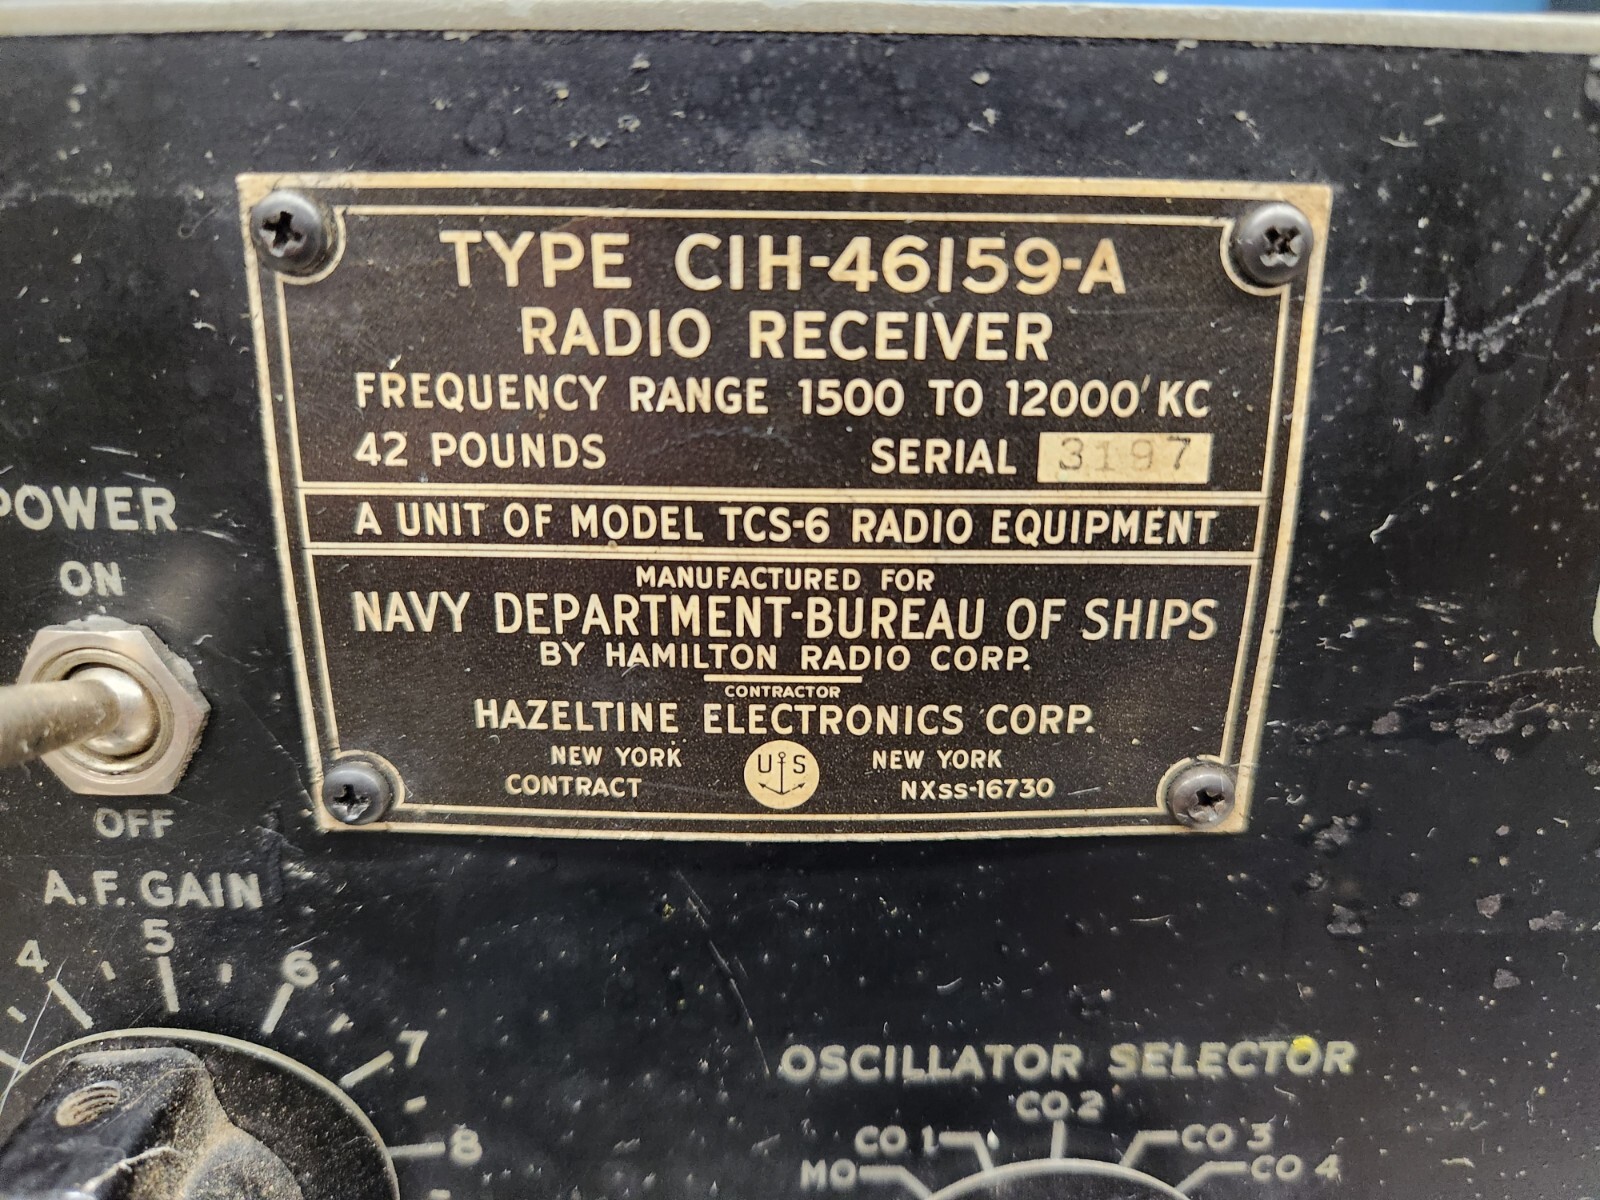 TYPE CIH-46159-A
RADIO RECEIVER
FREQUENCY RANGE 1500 TO 12000 KC
42 POUNDS SERIAL 3197
A UNIT OF MODEL TCS-6 RADIO EQUIPMENT
MANUFACTURED FOR
NAVY DEPARTMENT-BUREAU OF SHIPS
BY HAMILTON RADIO CORP.
CONTRACTOR
HAZELTINE ELECTRONICS CORP.
NEW YORK U S NEW YORK
CONTRACT NXss-16730
POWER
ON
OFF
A.F. GAIN
4 5 6 7 8
OSCILLATOR SELECTOR
CO 2
CO 1 CO 3
MO CO 4